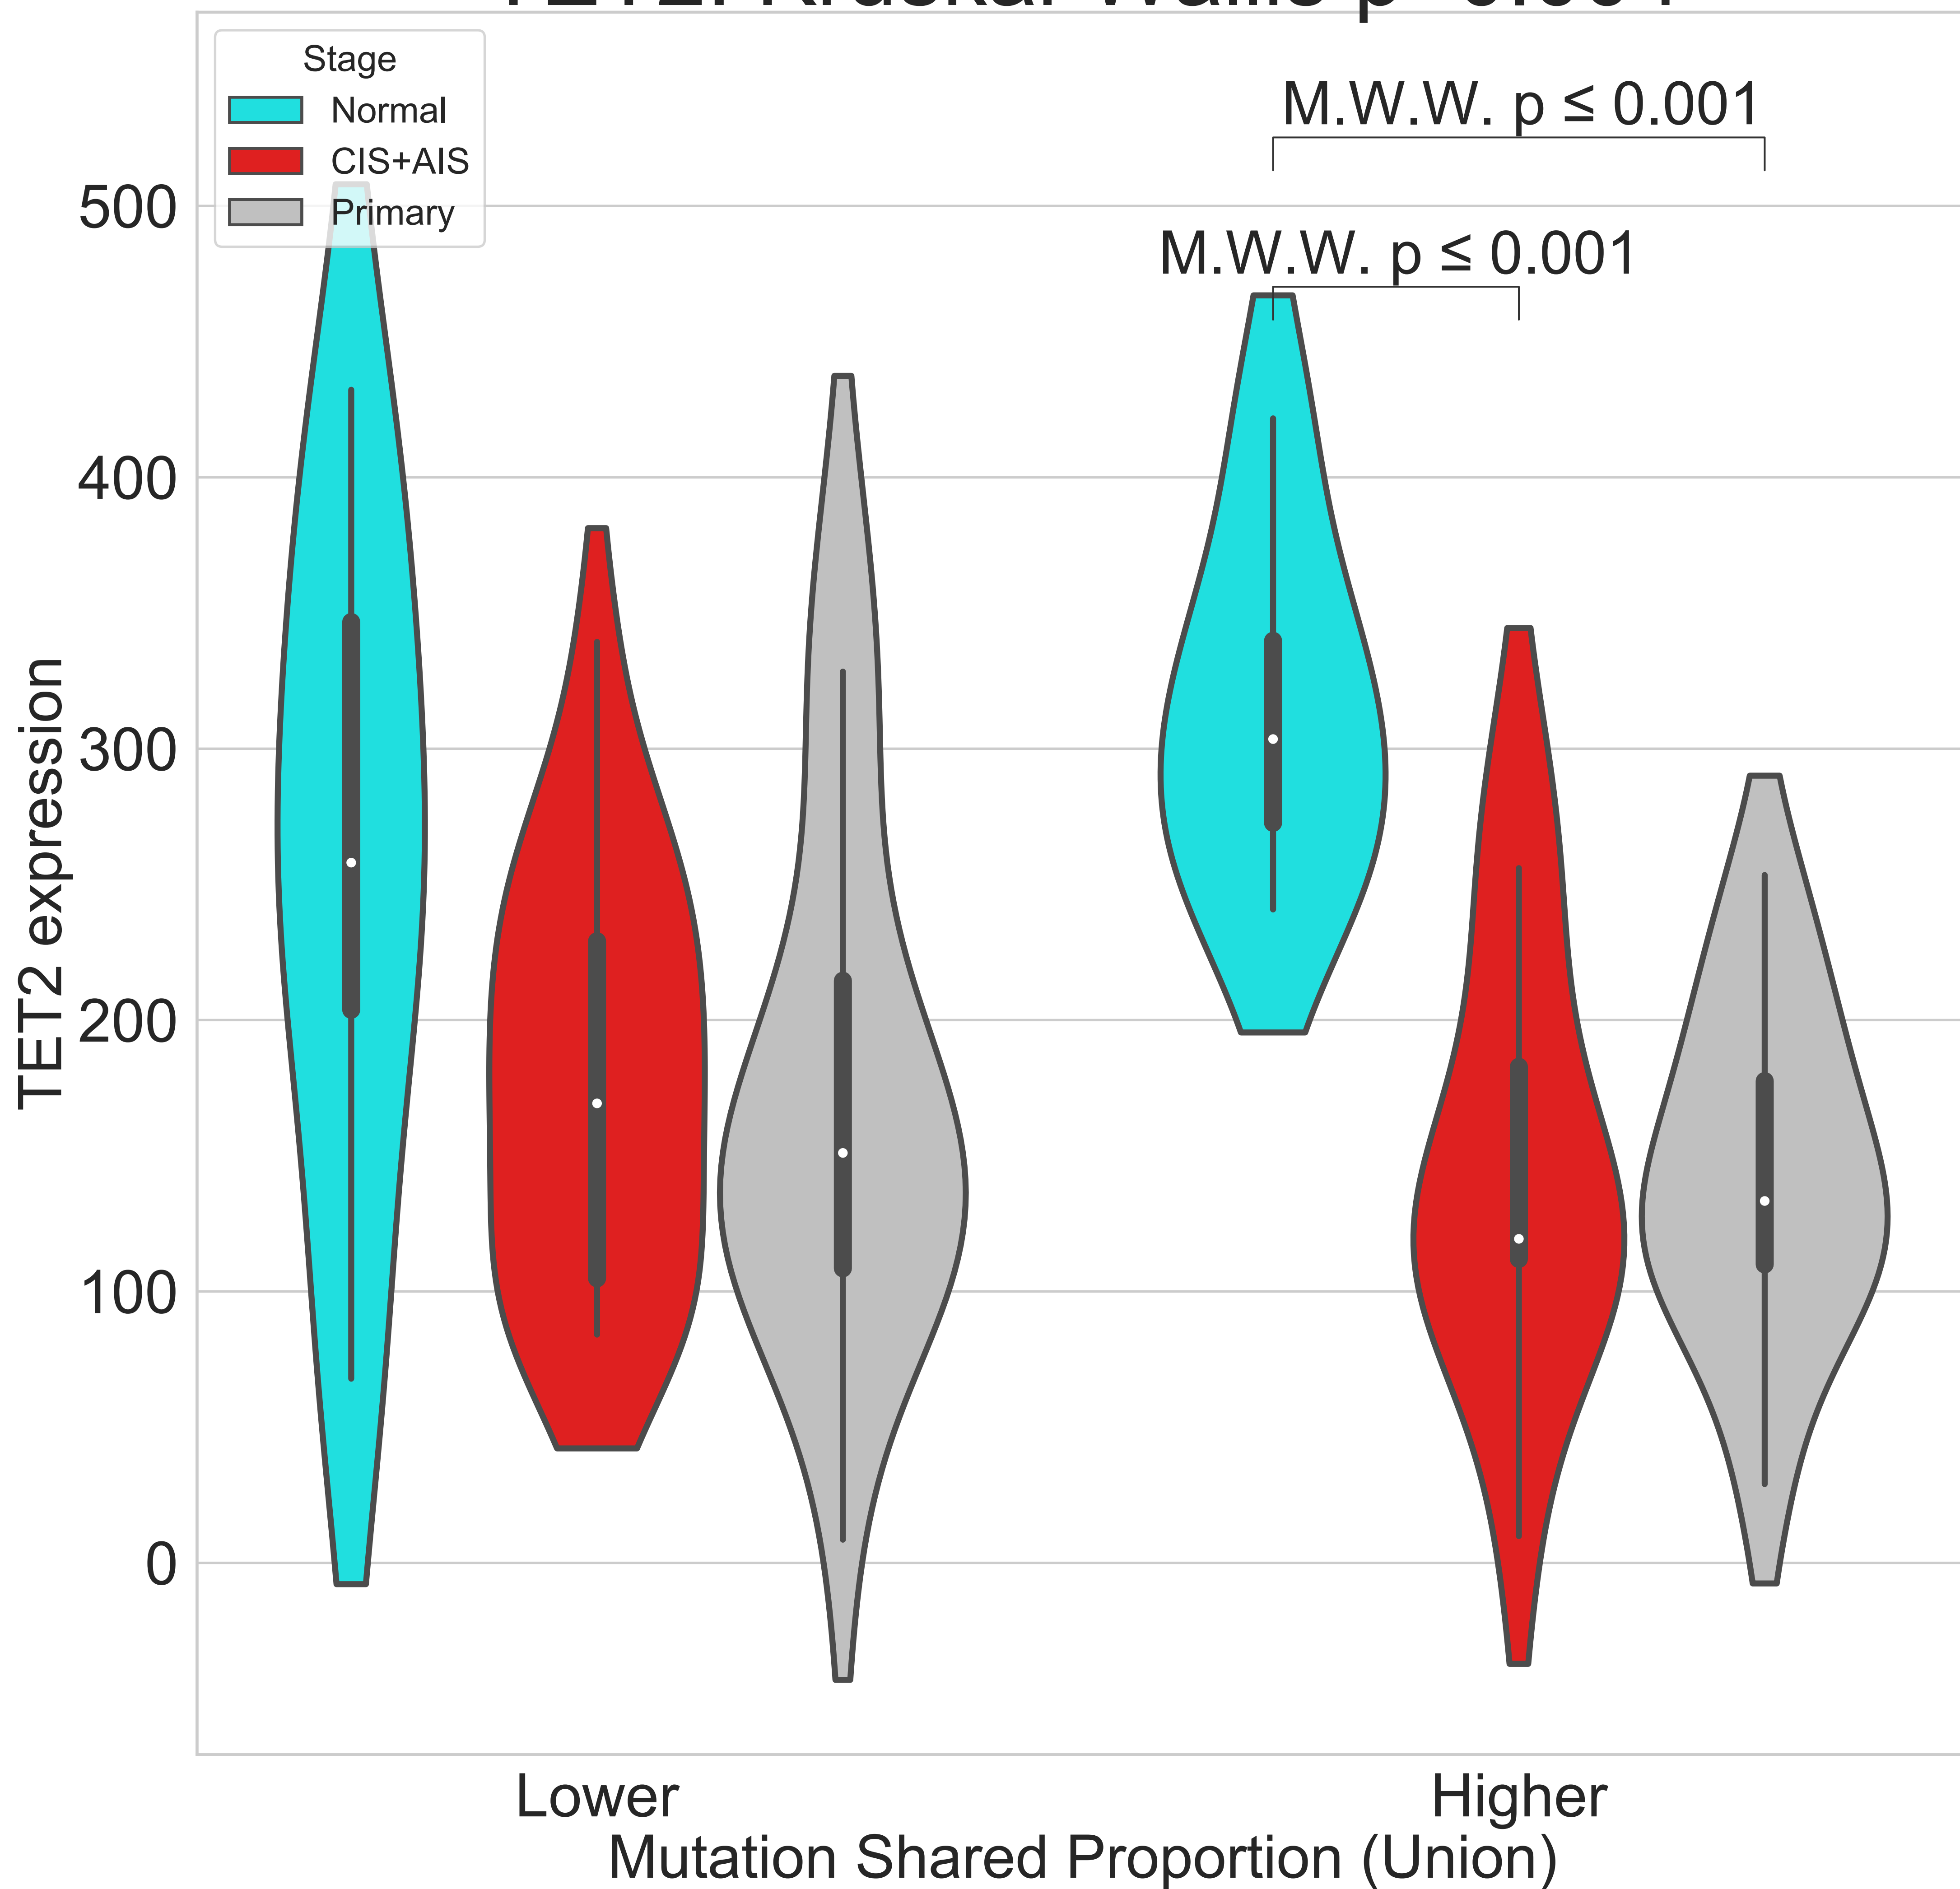 Stage
Normal
CIS+AIS
Primary
M.W.W. p ≤ 0.001
M.W.W. p ≤ 0.001
500
400
300
200
100
0
TET2 expression
Lower
Higher
Mutation Shared Proportion (Union)